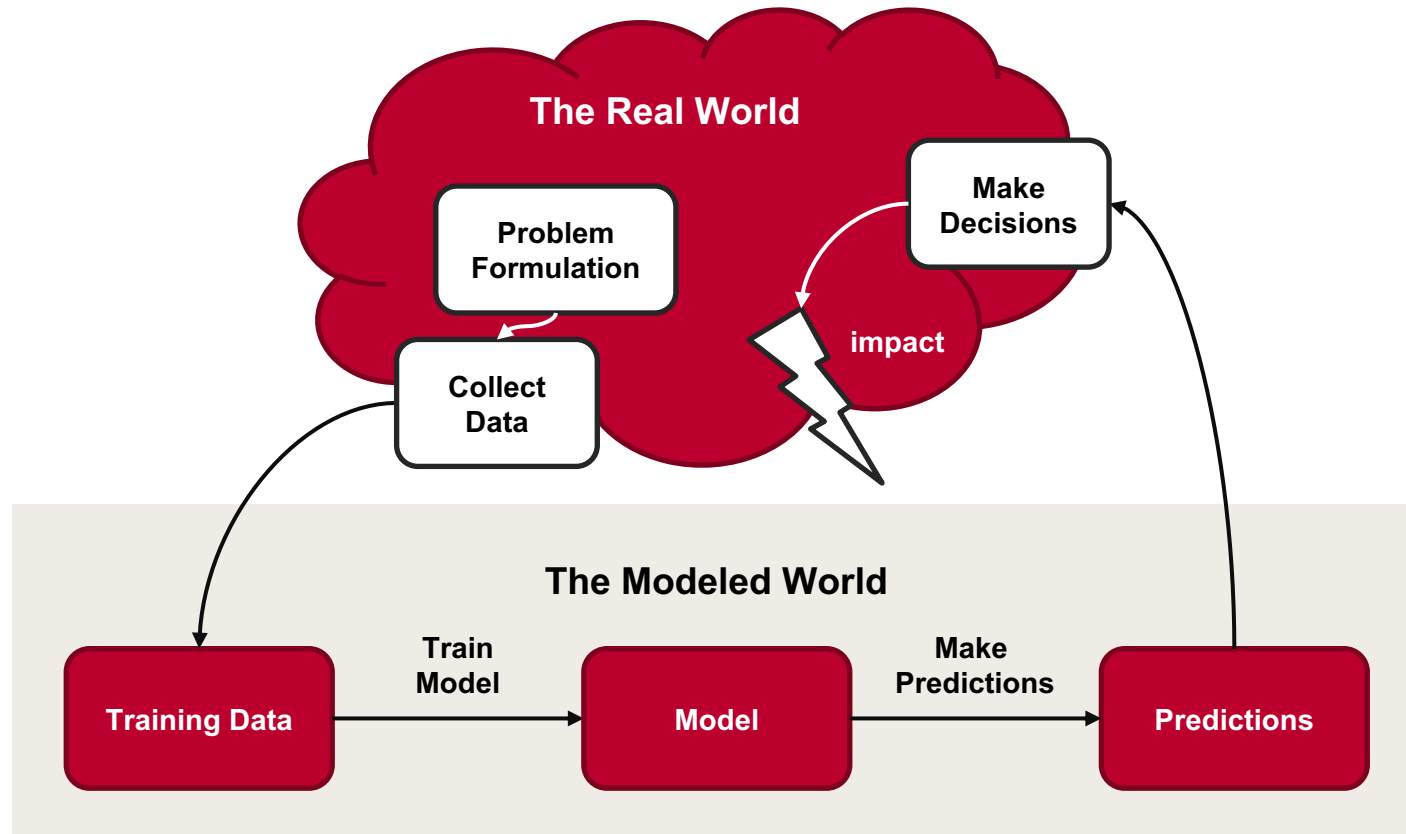 The Real World
Make
Decisions
Problem
Formulation
impact
Collect
Data
The Modeled World
Train
Model
Make
Predictions
Training Data
Model
Predictions